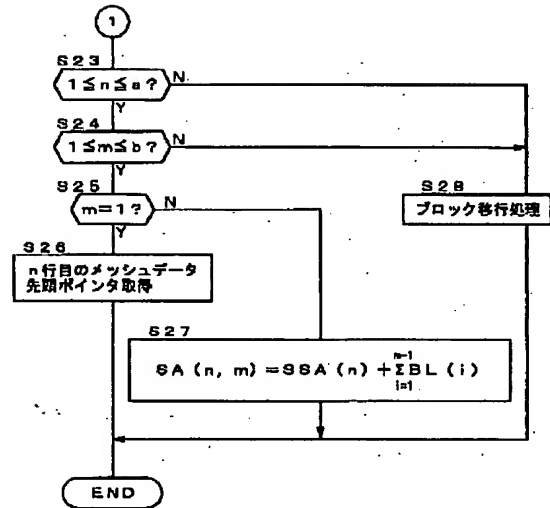 1
S23
1≦n≦a? N
Y
S24
1≦m≦b? N
Y
S25
m=1? N
Y
S28
ブロック移行処理
S26
n行目のメッシュデータ
先頭ポインタ取得
S27
m-1
SA(n, m)=SSA(n)+ΣBL(i)
i=1
END